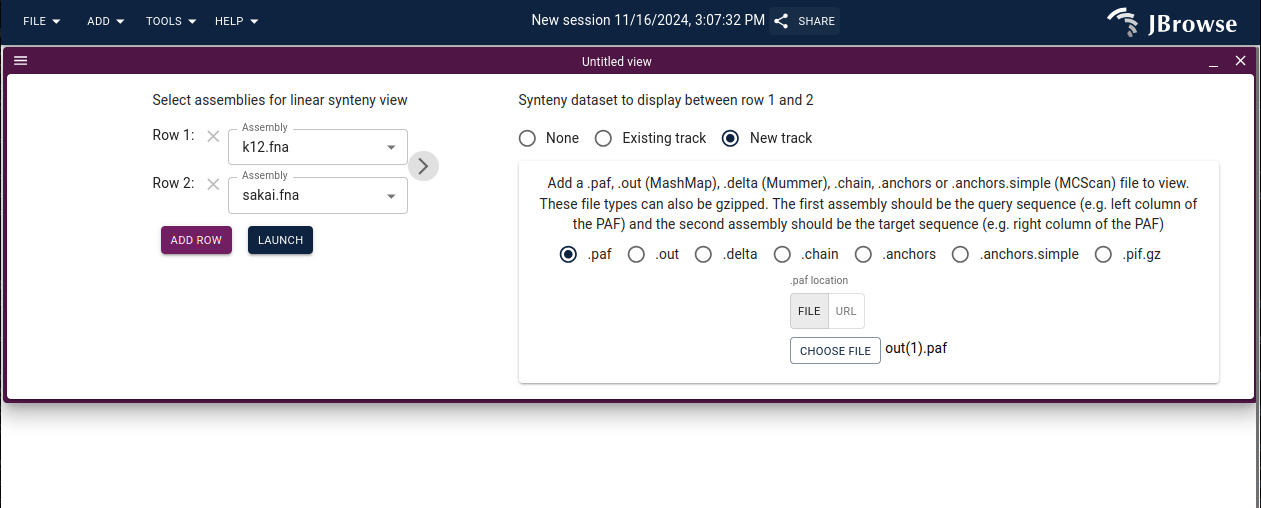 FILE ADD TOOLS HELP New session 11/16/2024, 3:07:32 PM SHARE JBrowse
Untitled view
Select assemblies for linear synteny view
Row 1: Assembly k12.fna
Row 2: Assembly sakai.fna
ADD ROW LAUNCH
Synteny dataset to display between row 1 and 2
None Existing track New track
Add a .paf, .out (MashMap), .delta (Mummer), .chain, .anchors or .anchors.simple (MCScan) file to view.
These file types can also be gzipped. The first assembly should be the query sequence (e.g. left column of
the PAF) and the second assembly should be the target sequence (e.g. right column of the PAF)
.paf .out .delta .chain .anchors .anchors.simple .pif.gz
.paf location
FILE URL
CHOOSE FILE out(1).paf